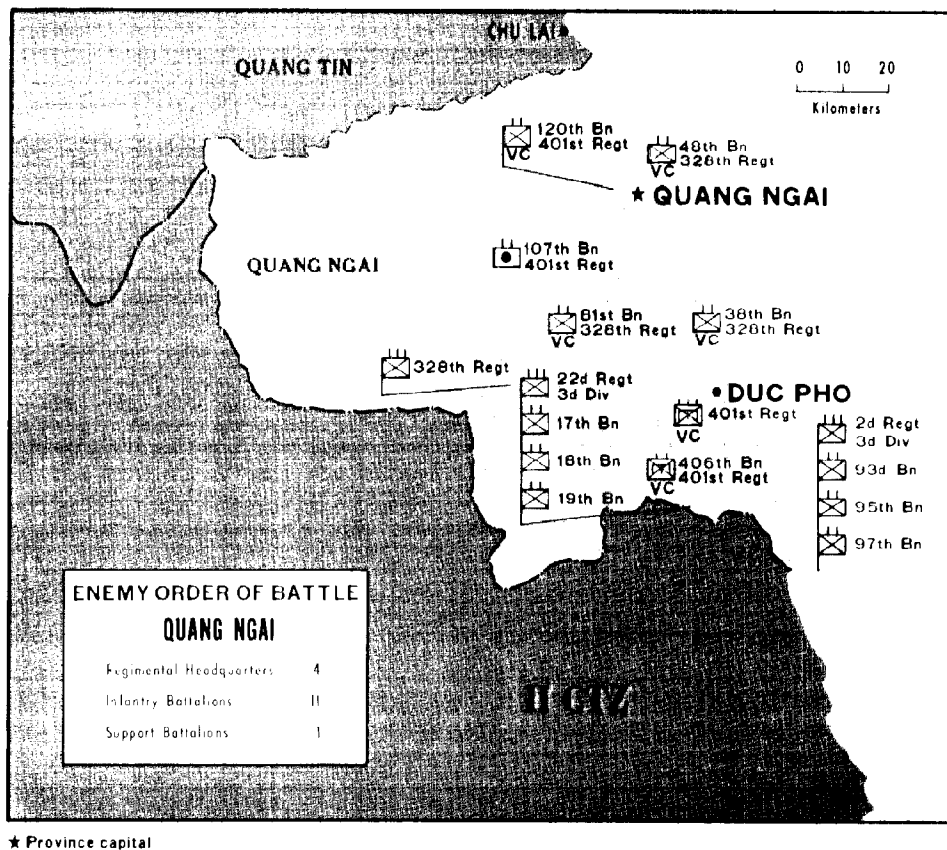 CHU LAI
QUANG TIN
0 10 20
Kilometers
120th Bn
401st Regt
VC
48th Bn
328th Regt
VC
★ QUANG NGAI
QUANG NGAI
107th Bn
401st Regt
81st Bn
328th Regt
VC
38th Bn
328th Regt
VC
328th Regt
22d Regt
3d Div
17th Bn
18th Bn
19th Bn
DUC PHO
401st Regt
VC
406th Bn
401st Regt
VC
2d Regt
3d Div
93d Bn
95th Bn
97th Bn
ENEMY ORDER OF BATTLE
QUANG NGAI
Regimental Headquarters 4
Infantry Battalions 11
Support Battalions 1
II CTZ
★ Province capital